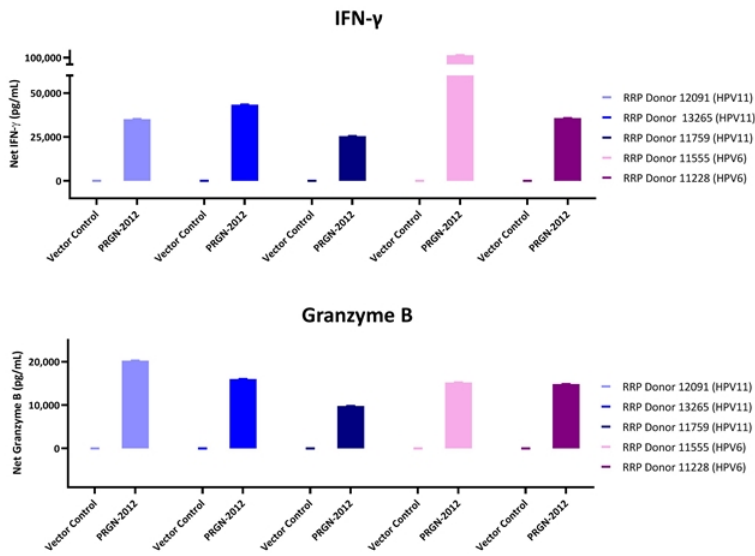 IFN-γ
Net IFN-γ (pg/mL)
100,000
50,000
25,000
0
Vector Control
PRGN-2012
Vector Control
PRGN-2012
Vector Control
PRGN-2012
Vector Control
PRGN-2012
Vector Control
PRGN-2012
RRP Donor 12091 (HPV11)
RRP Donor 13265 (HPV11)
RRP Donor 11759 (HPV11)
RRP Donor 11555 (HPV6)
RRP Donor 11228 (HPV6)
Granzyme B
Net Granzyme B (pg/mL)
20,000
10,000
0
Vector Control
PRGN-2012
Vector Control
PRGN-2012
Vector Control
PRGN-2012
Vector Control
PRGN-2012
Vector Control
PRGN-2012
RRP Donor 12091 (HPV11)
RRP Donor 13265 (HPV11)
RRP Donor 11759 (HPV11)
RRP Donor 11555 (HPV6)
RRP Donor 11228 (HPV6)